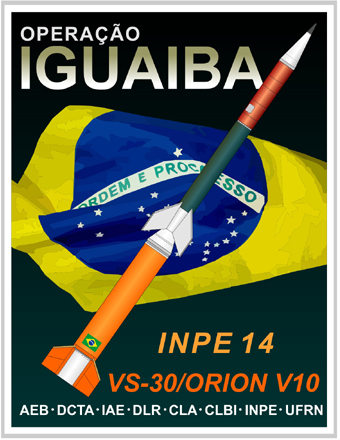 OPERAÇÃO
IGUAIBA
ORDEM E PROGRESSO
INPE 14
VS-30/ORION V10
AEB·DCTA·IAE·DLR·CLA·CLBI·INPE·UFRN